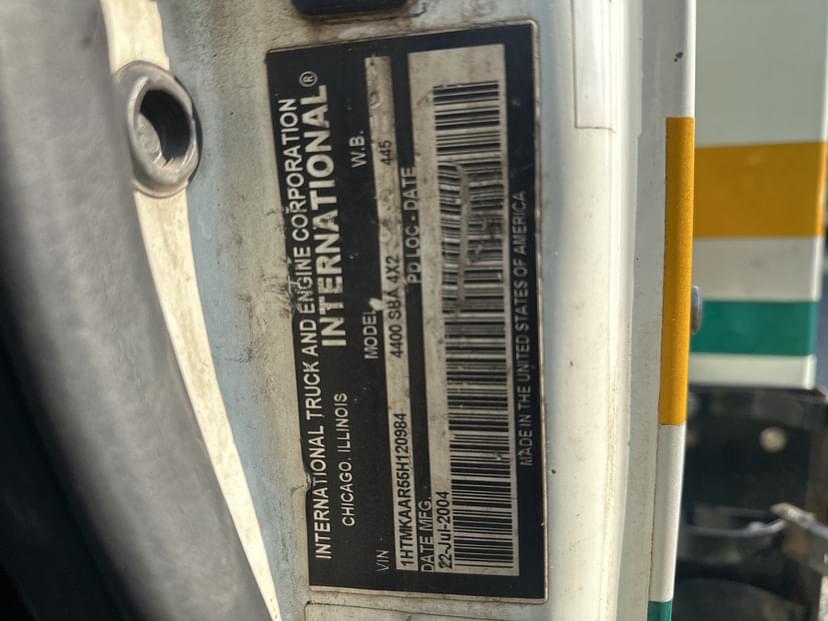 INTERNATIONAL TRUCK AND ENGINE CORPORATION
CHICAGO, ILLINOIS INTERNATIONAL®
VIN MODEL W.B.
1HTMKAAR55H120984 4400 SBA 4X2 445
DATE MFG. PD LOC - DATE
22-Jul-2004
MADE IN THE UNITED STATES OF AMERICA